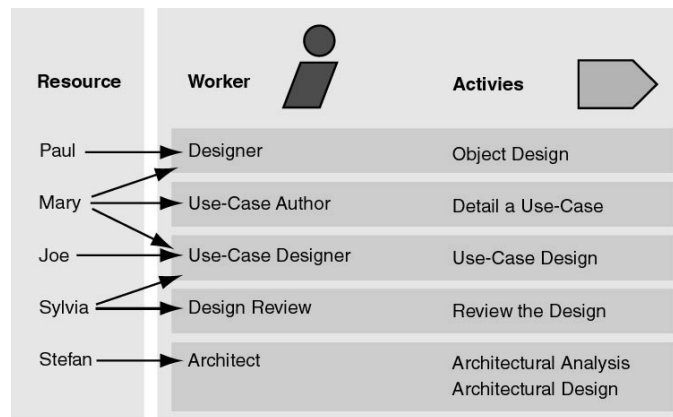 Resource Worker Activies
Paul Designer Object Design
Mary Use-Case Author Detail a Use-Case
Joe Use-Case Designer Use-Case Design
Sylvia Design Review Review the Design
Stefan Architect Architectural Analysis
Architectural Design